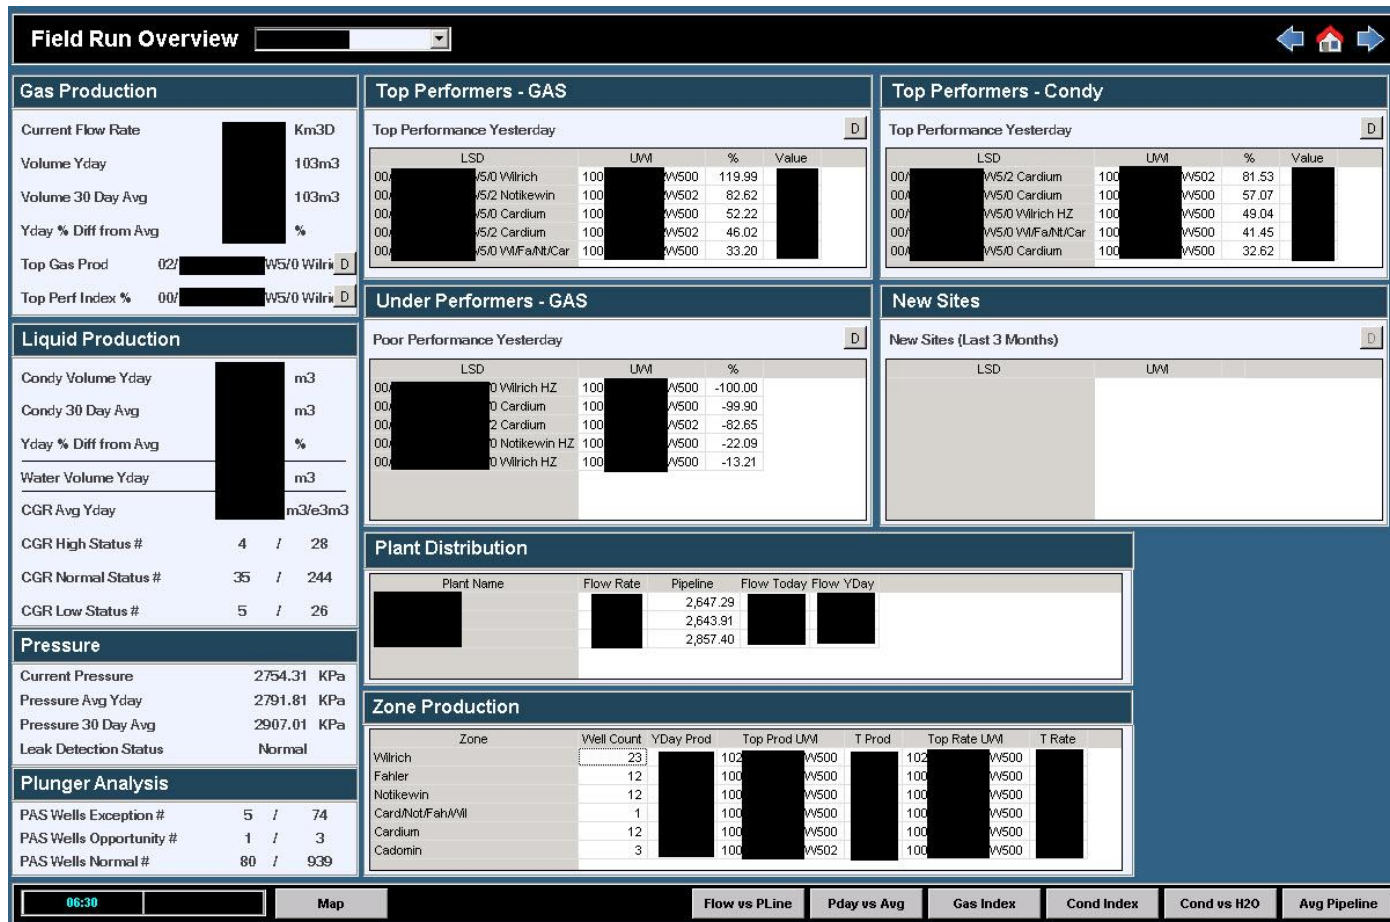 Field Run Overview
Gas Production
Current Flow Rate Km3D
Volume Yday 103m3
Volume 30 Day Avg 103m3
Yday % Diff from Avg %
Top Gas Prod 02/ W5/0 Wilri D
Top Perf Index % 00/ W5/0 Wilri D
Liquid Production
Condy Volume Yday m3
Condy 30 Day Avg m3
Yday % Diff from Avg %
Water Volume Yday m3
CGR Avg Yday m3/e3m3
CGR High Status # 4 / 28
CGR Normal Status # 35 / 244
CGR Low Status # 5 / 26
Pressure
Current Pressure 2754.31 KPa
Pressure Avg Yday 2791.81 KPa
Pressure 30 Day Avg 2907.01 KPa
Leak Detection Status Normal
Plunger Analysis
PAS Wells Exception # 5 / 74
PAS Wells Opportunity # 1 / 3
PAS Wells Normal # 80 / 939
Top Performers - GAS
Top Performance Yesterday D
LSD UWI % Value
00/ V5/0 Wilrich 100 W500 119.99
00/ V5/2 Notikewin 100 W502 82.62
00/ V5/0 Cardium 100 W500 52.22
00/ V5/2 Cardium 100 W502 46.02
00/ V5/0 Wl/Fa/Nt/Car 100 W500 33.20
Top Performers - Condy
Top Performance Yesterday D
LSD UWI % Value
00/ W5/2 Cardium 100 W502 81.53
00/ W5/0 Cardium 100 W500 57.07
00/ W5/0 Wilrich HZ 100 W500 49.04
00/ W5/0 Wl/Fa/Nt/Car 100 W500 41.45
00/ W5/0 Cardium 100 W500 32.62
Under Performers - GAS
Poor Performance Yesterday D
LSD UWI %
00/ 0 Wilrich HZ 100 W500 -100.00
00/ 0 Cardium 100 W500 -99.90
00/ 2 Cardium 100 W502 -82.65
00/ 0 Notikewin HZ 100 W500 -22.09
00/ 0 Wilrich HZ 100 W500 -13.21
New Sites
New Sites (Last 3 Months) D
LSD UWI
Plant Distribution
Plant Name Flow Rate Pipeline Flow Today Flow YDay
2,647.29
2,643.91
2,857.40
Zone Production
Zone Well Count YDay Prod Top Prod UWI T Prod Top Rate UWI T Rate
Wilrich 23 102 W500 102 W500
Fahler 12 100 W500 100 W500
Notikewin 12 100 W500 100 W500
Card/Not/Fah/Wil 1 100 W500 100 W500
Cardium 12 100 W500 100 W500
Cadomin 3 100 W502 100 W500
06:30 Map Flow vs PLine Pday vs Avg Gas Index Cond Index Cond vs H2O Avg Pipeline